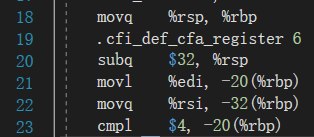 18 movq %rsp, %rbp
19 .cfi_def_cfa_register 6
20 subq $32, %rsp
21 movl %edi, -20(%rbp)
22 movq %rsi, -32(%rbp)
23 cmpl $4, -20(%rbp)